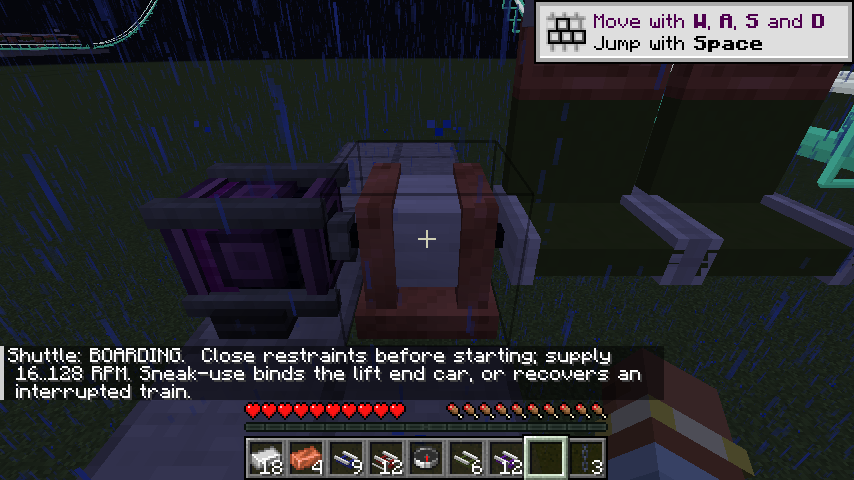 Move with W, A, S and D
Jump with Space
Shuttle: BOARDING. Close restraints before starting; supply
16..128 RPM. Sneak-use binds the lift end car, or recovers an
interrupted train.
18 4 9 12 6 12 3